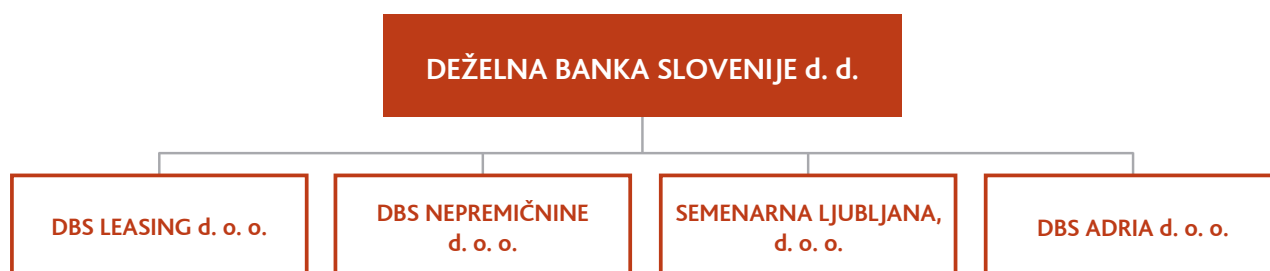 DEŽELNA BANKA SLOVENIJE d. d.
DBS LEASING d. o. o.
DBS NEPREMIČNINE
d. o. o.
SEMENARNA LJUBLJANA,
d. o. o.
DBS ADRIA d. o. o.